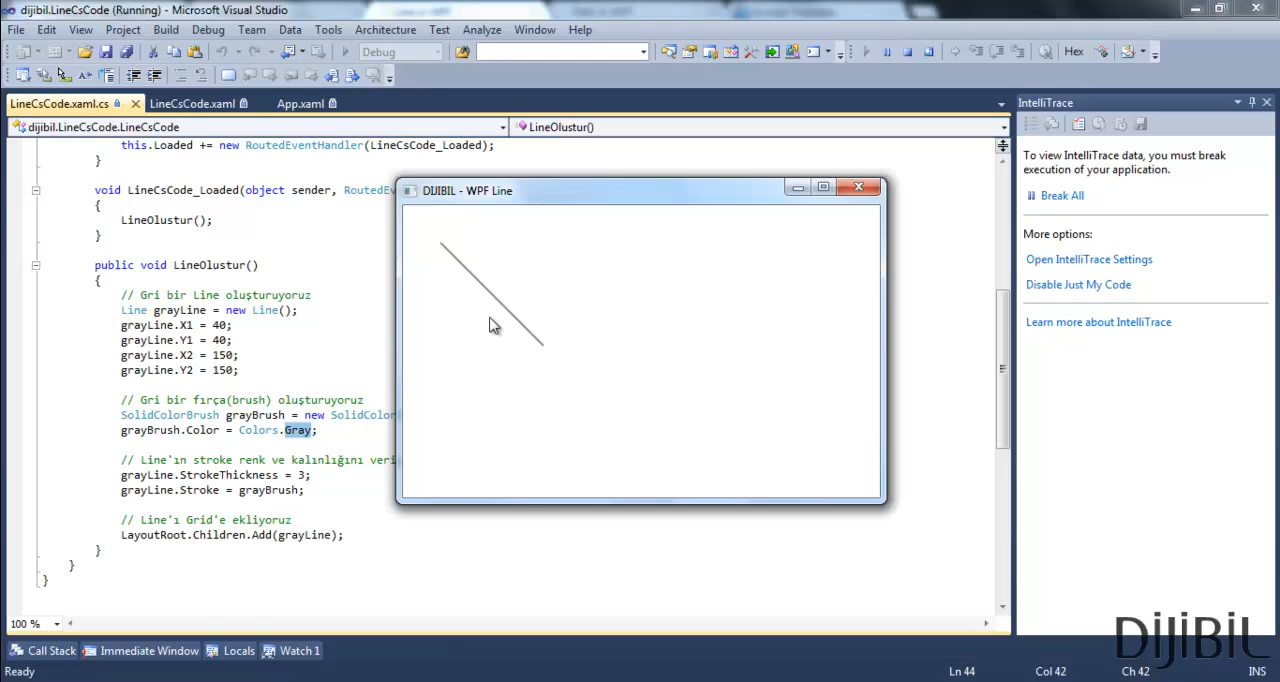 dijibil.LineCsCode (Running) - Microsoft Visual Studio
File Edit View Project Build Debug Team Data Tools Architecture Test Analyze Window Help
Debug
Hex
LineCsCode.xaml.cs LineCsCode.xaml App.xaml
dijibil.LineCsCode.LineCsCode LineOlustur()
this.Loaded += new RoutedEventHandler(LineCsCode_Loaded);
}
void LineCsCode_Loaded(object sender, RoutedEv
{
LineOlustur();
}
public void LineOlustur()
{
// Gri bir Line oluşturuyoruz
Line grayLine = new Line();
grayLine.X1 = 40;
grayLine.Y1 = 40;
grayLine.X2 = 150;
grayLine.Y2 = 150;
// Gri bir fırça(brush) oluşturuyoruz
SolidColorBrush grayBrush = new SolidColor
grayBrush.Color = Colors.Gray;
// Line'ın stroke renk ve kalınlığını veri
grayLine.StrokeThickness = 3;
grayLine.Stroke = grayBrush;
// Line'ı Grid'e ekliyoruz
LayoutRoot.Children.Add(grayLine);
}
}
}
DIJIBIL - WPF Line
IntelliTrace
To view IntelliTrace data, you must break
execution of your application.
Break All
More options:
Open IntelliTrace Settings
Disable Just My Code
Learn more about IntelliTrace
100 %
Call Stack Immediate Window Locals Watch 1
Ready Ln 44 Col 42 Ch 42 INS
DiJiBiL